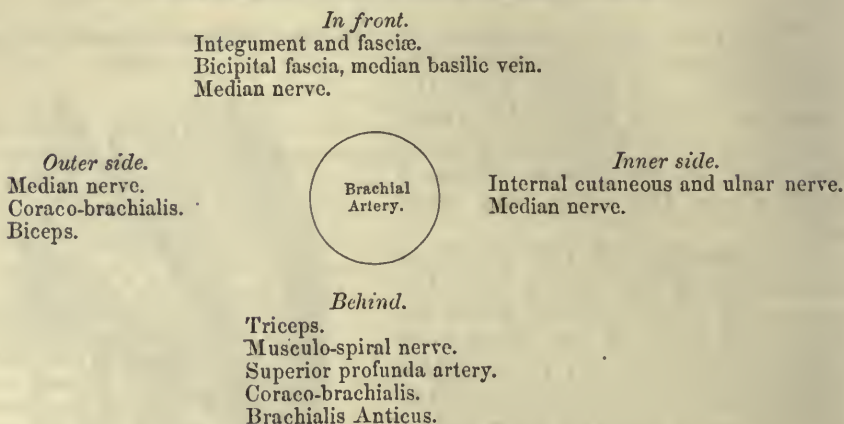 In front.
Integument and fasciæ.
Bicipital fascia, median basilic vein.
Median nerve.
Outer side.
Median nerve.
Coraco-brachialis.
Biceps.
Brachial
Artery.
Inner side.
Internal cutaneous and ulnar nerve.
Median nerve.
Behind.
Triceps.
Musculo-spiral nerve.
Superior profunda artery.
Coraco-brachialis.
Brachialis Anticus.